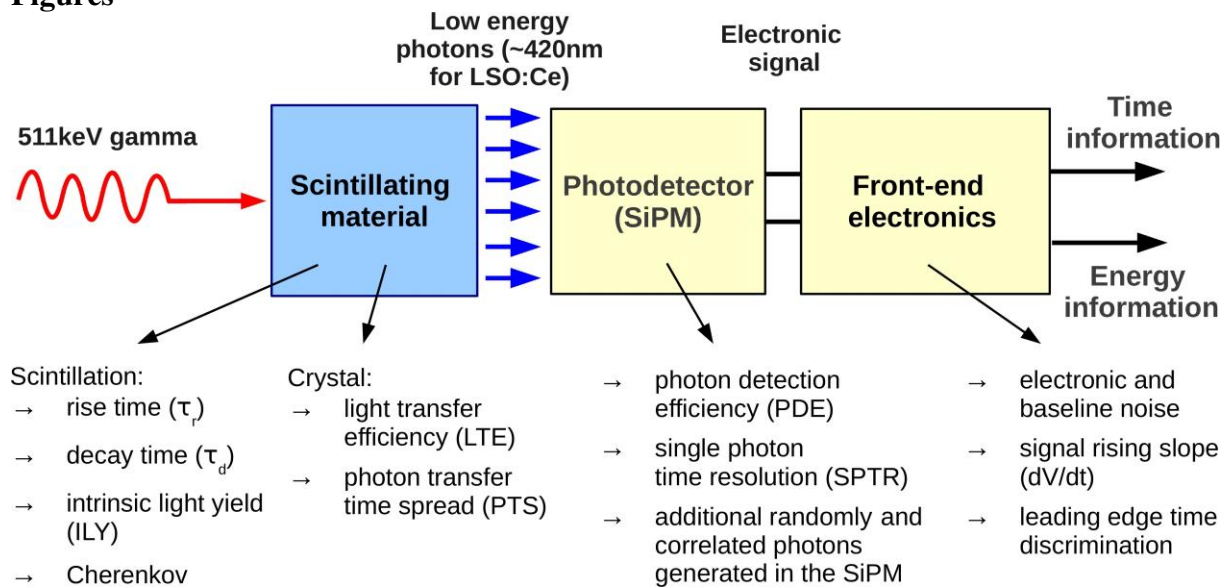 Figures
Low energy
photons (~420nm
for LSO:Ce)
Electronic
signal
511keV gamma
Scintillating
material
Photodetector
(SiPM)
Front-end
electronics
Time
information
Energy
information
Scintillation:
→ rise time (τr)
→ decay time (τd)
→ intrinsic light yield
(ILY)
→ Cherenkov
Crystal:
→ light transfer
efficiency (LTE)
→ photon transfer
time spread (PTS)
→ photon detection
efficiency (PDE)
→ single photon
time resolution (SPTR)
→ additional randomly and
correlated photons
generated in the SiPM
→ electronic and
baseline noise
→ signal rising slope
(dV/dt)
→ leading edge time
discrimination